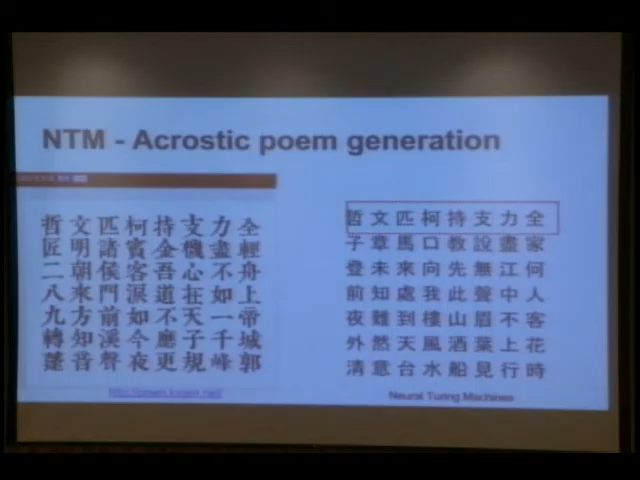 NTM - Acrostic poem generation
全輕舟上帝城郭
力盡不如一千峰
支機心在天子規
持金吾道不麼更
柯賓客淚如今夜
匹諸侯門前溪聲
文明朝來方知音
哲匠二八九轉蓬
全家何人客花時
力盡江中不上行
支說無聲眉葉見
持教先此山酒船
柯口向我樓風水
匹馬來處到天台
文章未知難然意
哲子登前夜外清
Neural Turing Machines